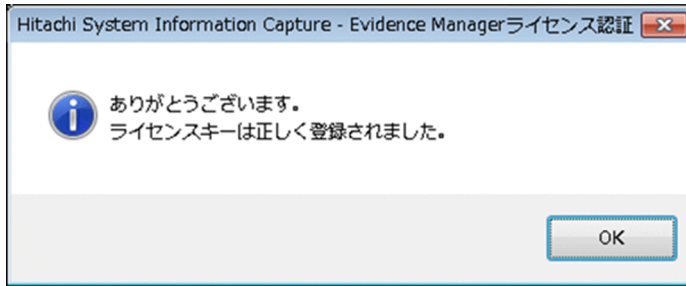 Hitachi System Information Capture - Evidence Managerライセンス認証
ありがとうございます。
ライセンスキーは正しく登録されました。
OK